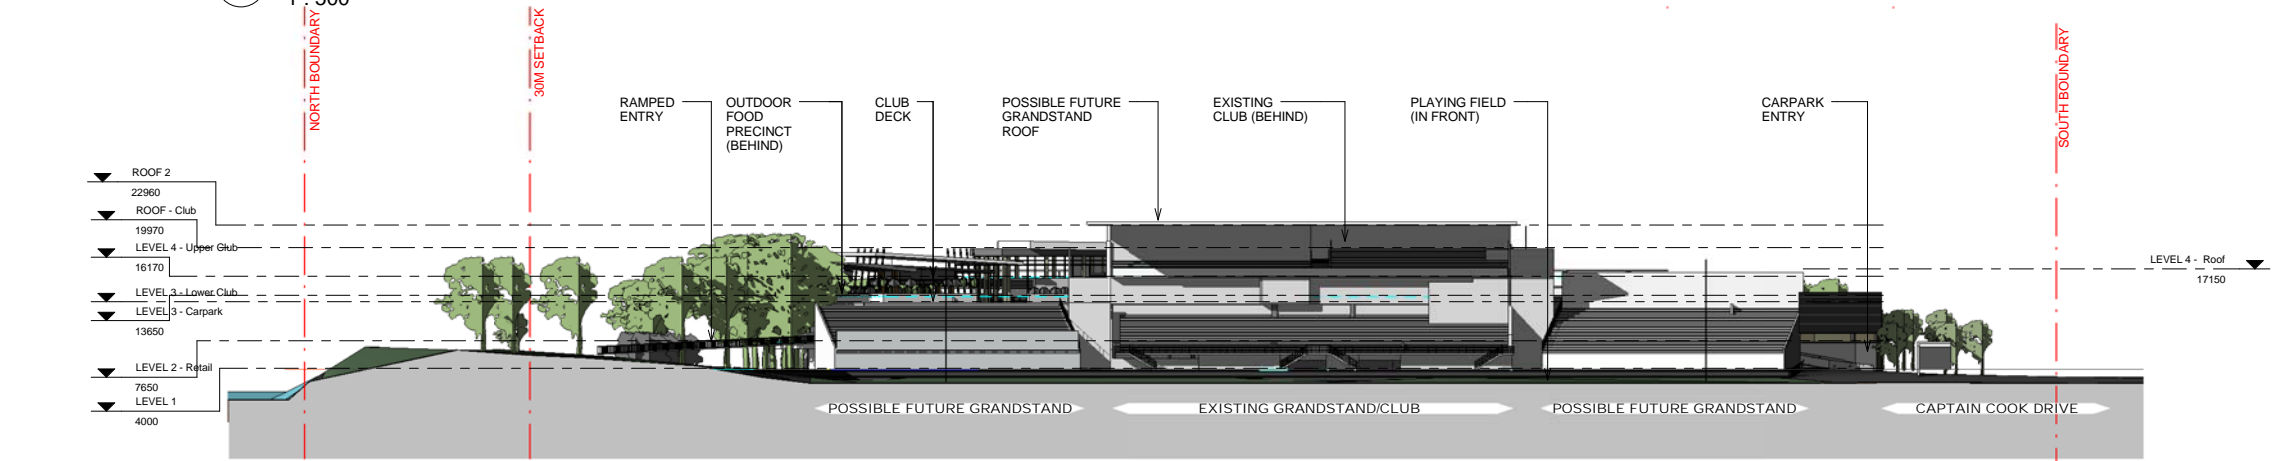 1 : 500
NORTH BOUNDARY
30M SETBACK
SOUTH BOUNDARY
RAMPED
ENTRY
OUTDOOR
FOOD
PRECINCT
(BEHIND)
CLUB
DECK
POSSIBLE FUTURE
GRANDSTAND
ROOF
EXISTING
CLUB (BEHIND)
PLAYING FIELD
(IN FRONT)
CARPARK
ENTRY
ROOF 2
22960
ROOF - Club
19970
LEVEL 4 - Upper Club
16170
LEVEL 3 - Lower Club
LEVEL 3 - Carpark
13650
LEVEL 2 - Retail
7650
LEVEL 1
4000
LEVEL 4 - Roof
17150
POSSIBLE FUTURE GRANDSTAND
EXISTING GRANDSTAND/CLUB
POSSIBLE FUTURE GRANDSTAND
CAPTAIN COOK DRIVE